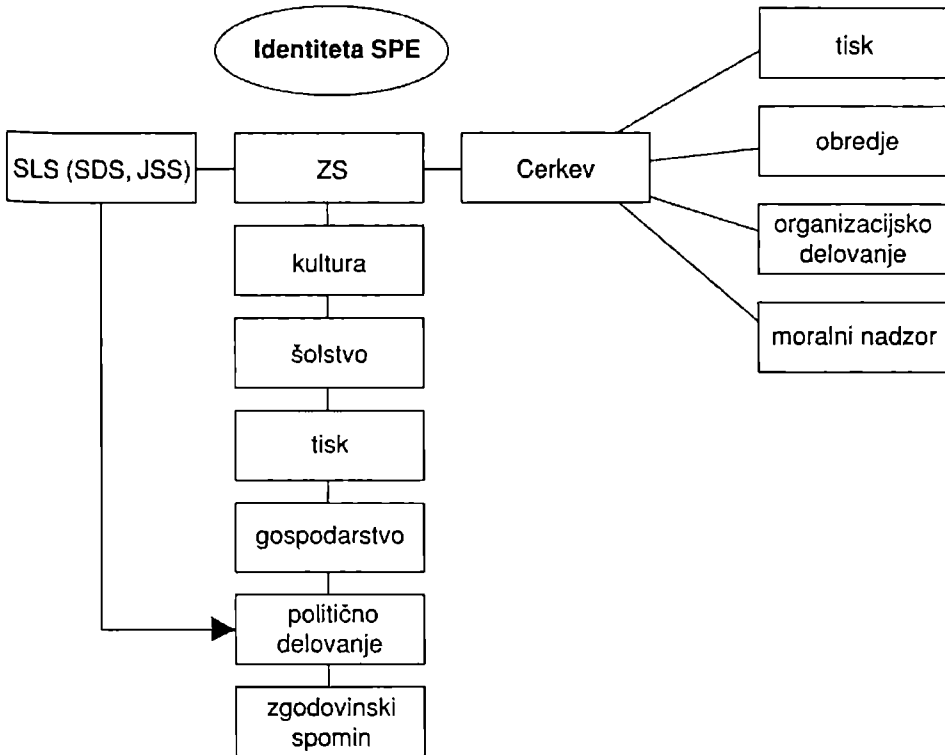 Identiteta SPE
SLS (SDS, JSS)
ZS
Cerkev
kultura
šolstvo
tisk
gospodarstvo
politično
delovanje
zgodovinski
spomin
tisk
obredje
organizacijsko
delovanje
moralni nadzor